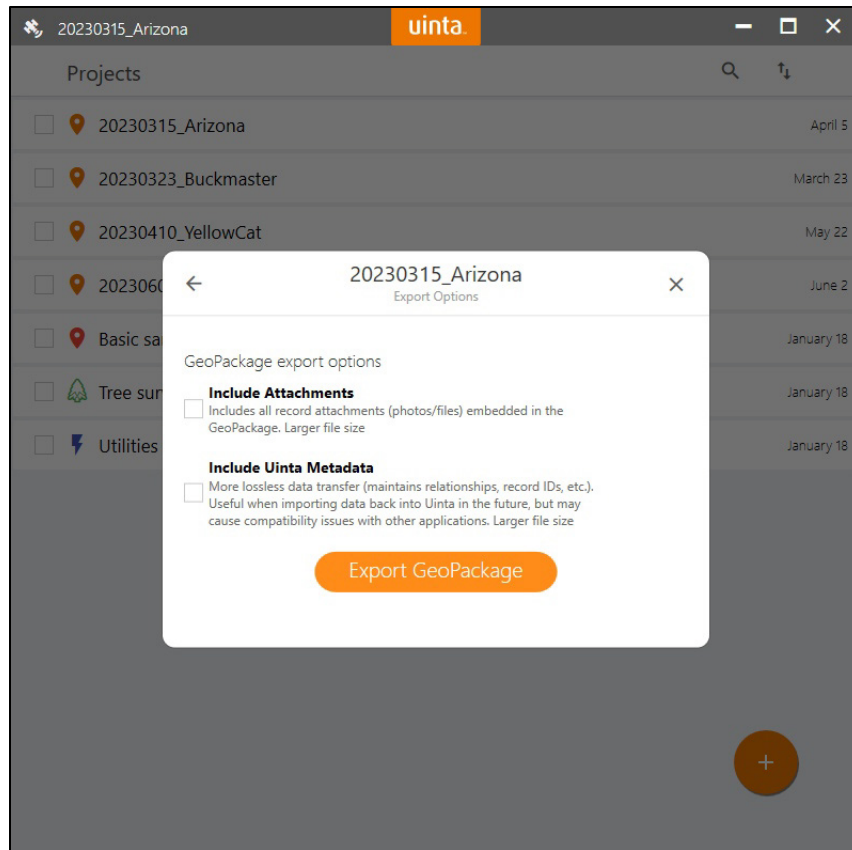 20230315_Arizona
uinta.
Projects
20230315_Arizona
April 5
20230323_Buckmaster
March 23
20230410_YellowCat
May 22
2023060
June 2
Basic sa
January 18
Tree sur
January 18
Utilities
January 18
20230315_Arizona
Export Options
GeoPackage export options
Include Attachments
Includes all record attachments (photos/files) embedded in the
GeoPackage. Larger file size
Include Uinta Metadata
More lossless data transfer (maintains relationships, record IDs, etc.).
Useful when importing data back into Uinta in the future, but may
cause compatibility issues with other applications. Larger file size
Export GeoPackage